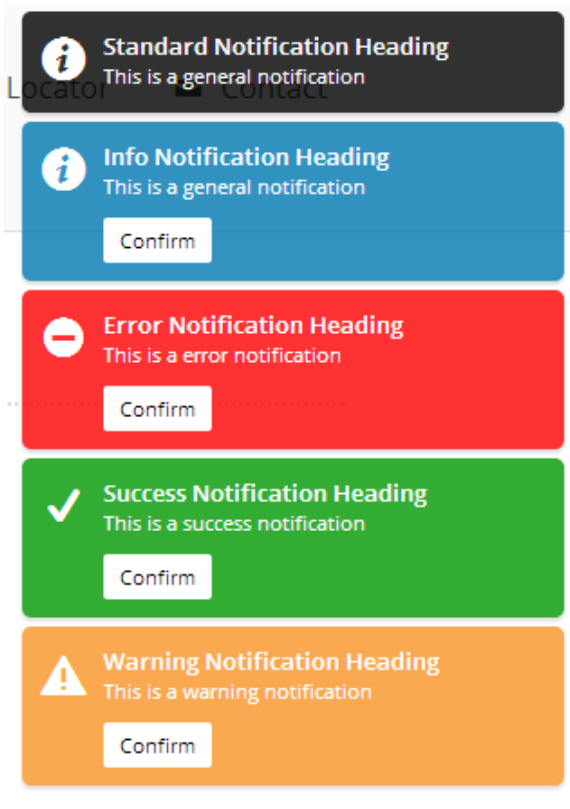 Standard Notification Heading
This is a general notification
Locator Contact
Info Notification Heading
This is a general notification
Confirm
Error Notification Heading
This is a error notification
Confirm
Success Notification Heading
This is a success notification
Confirm
Warning Notification Heading
This is a warning notification
Confirm